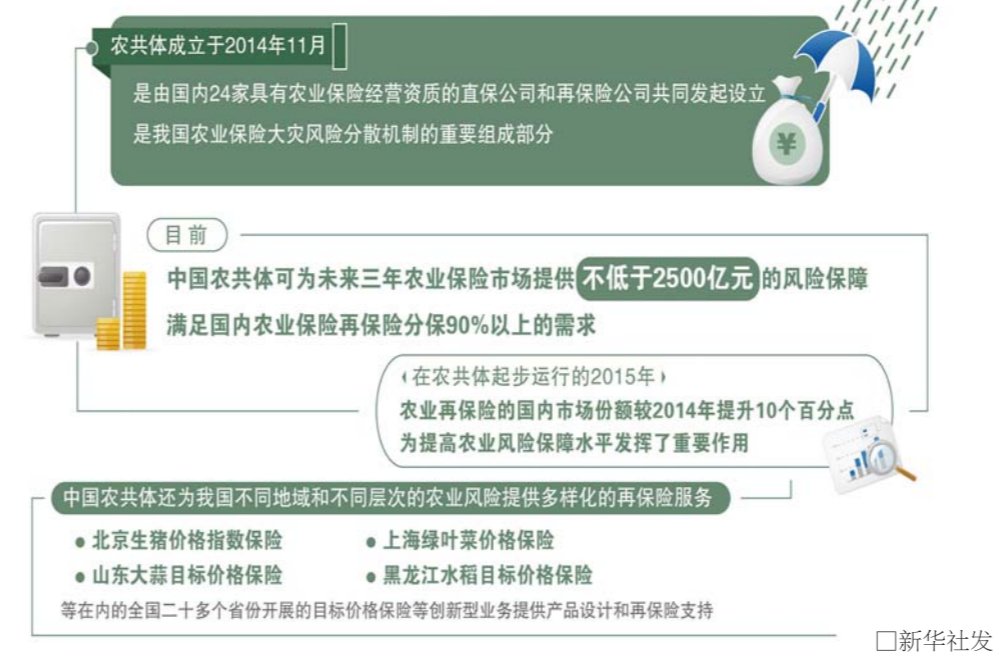 农共体成立于2014年11月
是由国内24家具有农业保险经营资质的直保公司和再保险公司共同发起设立
是我国农业保险大灾风险分散机制的重要组成部分
¥
目前
中国农共体可为未来三年农业保险市场提供不低于2500亿元的风险保障
满足国内农业保险再保险分保90%以上的需求
在农共体起步运行的2015年
农业再保险的国内市场份额较2014年提升10个百分点
为提高农业风险保障水平发挥了重要作用
中国农共体还为我国不同地域和不同层次的农业风险提供多样化的再保险服务
●北京生猪价格指数保险 ●上海绿叶菜价格保险
●山东大蒜目标价格保险 ●黑龙江水稻目标价格保险
等在内的全国二十多个省份开展的目标价格保险等创新型业务提供产品设计和再保险支持
□新华社发